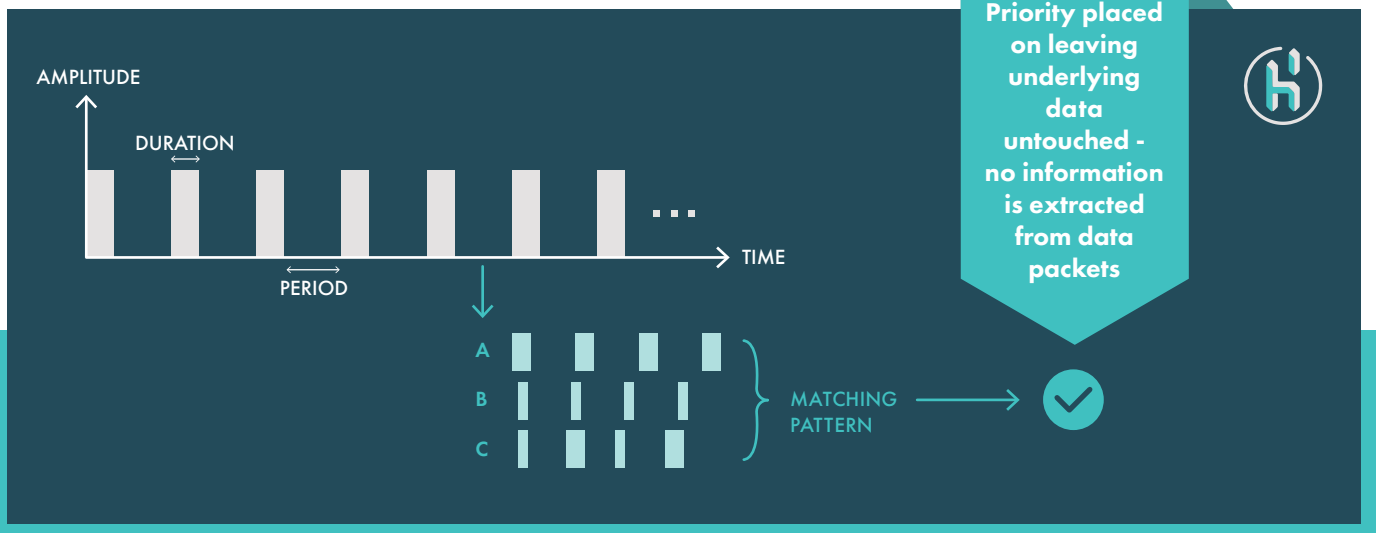 AMPLITUDE
DURATION
TIME
PERIOD
A
B
C
MATCHING
PATTERN
Priority placed
on leaving
underlying
data
untouched -
no information
is extracted
from data
packets